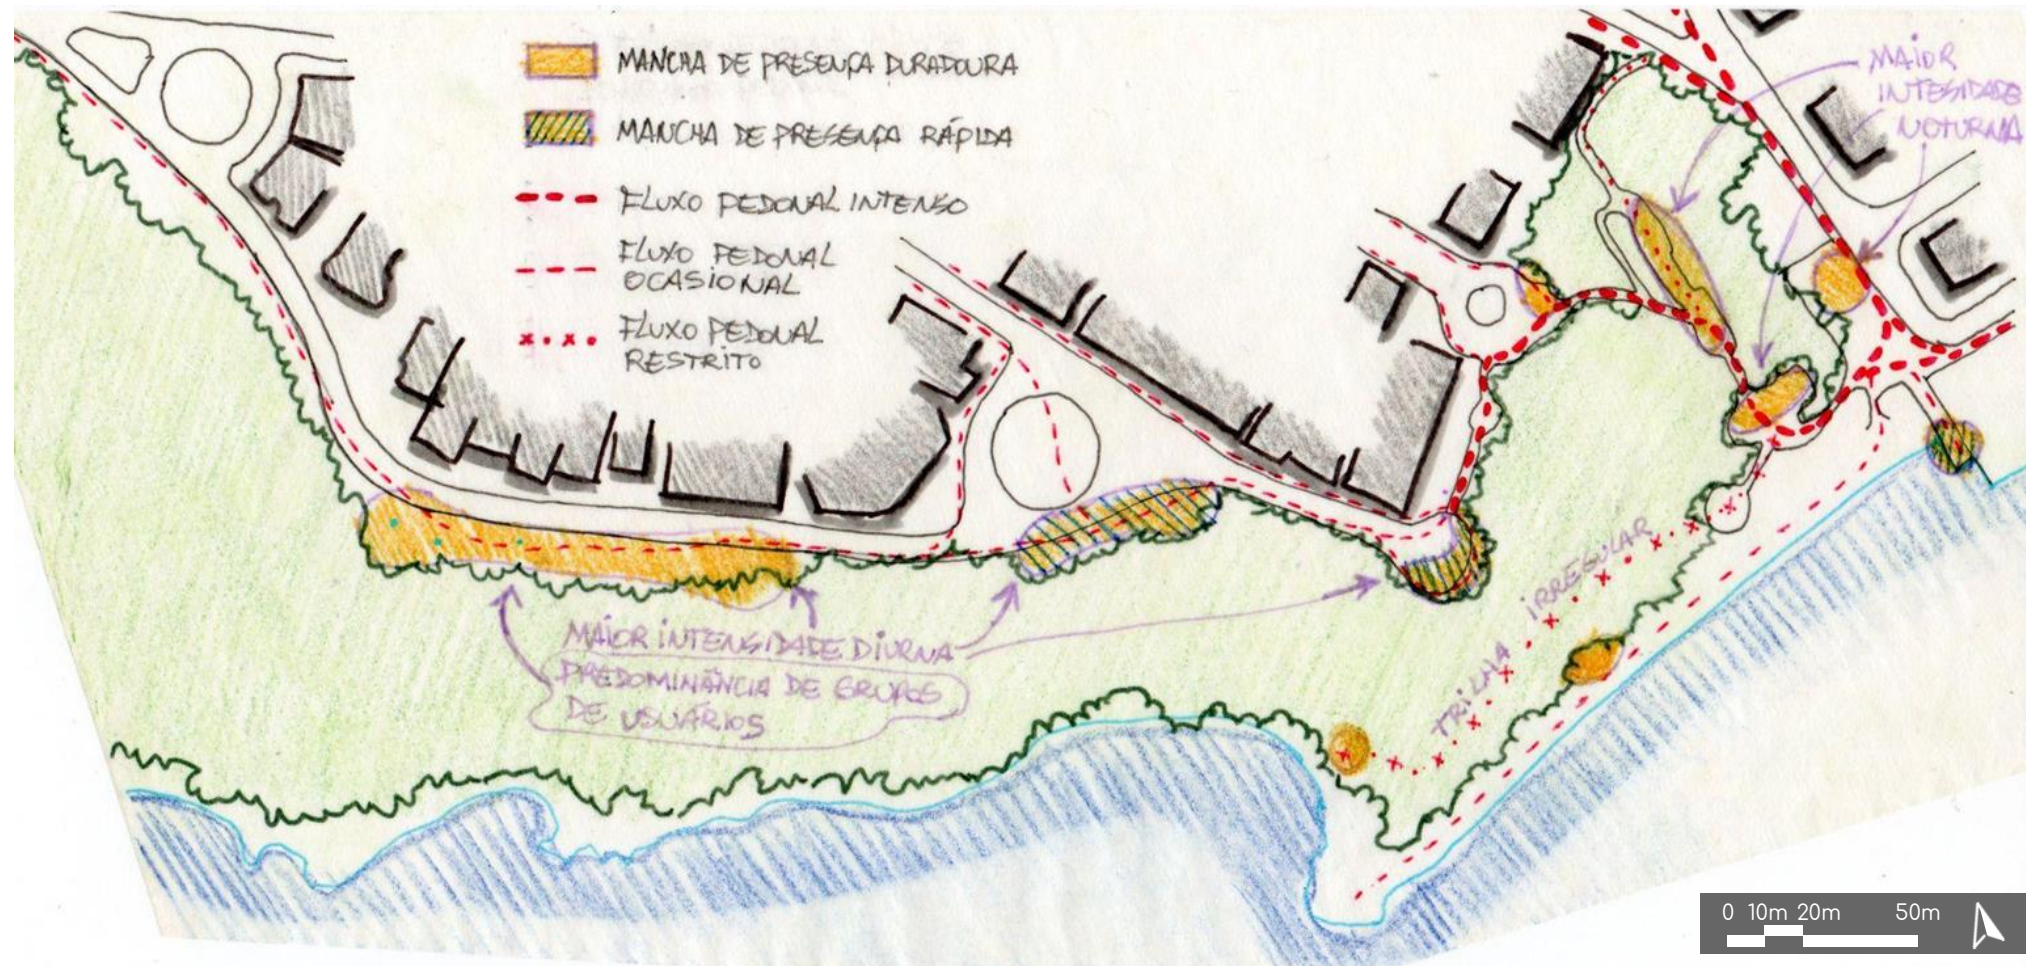 MANCHA DE PRESENÇA DURADOURA
MANCHA DE PRESENÇA RÁPIDA
FLUXO PEDONAL INTENSO
FLUXO PEDONAL
OCASIONAL
FLUXO PEDONAL
RESTRITO
MAIOR
INTESIDADE
NOTURNA
MAIOR INTENSIDADE DIURNA
PREDOMINÂNCIA DE GRUPOS
DE USUÁRIOS
TRILHA IRREGULAR
0 10m 20m 50m